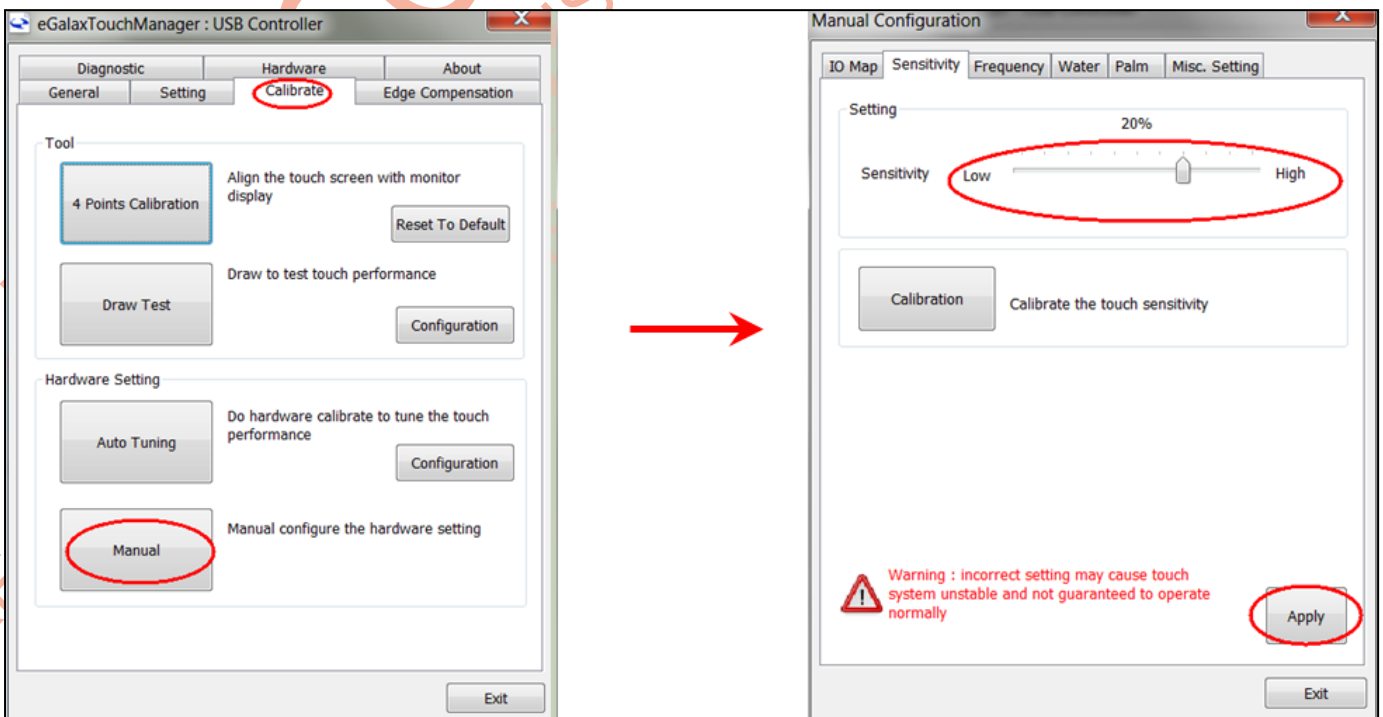 eGalaxTouchManager : USB Controller
Diagnostic Hardware About
General Setting Calibrate Edge Compensation
Tool
4 Points Calibration
Align the touch screen with monitor
display
Reset To Default
Draw Test
Draw to test touch performance
Configuration
Hardware Setting
Auto Tuning
Do hardware calibrate to tune the touch
performance
Configuration
Manual
Manual configure the hardware setting
Exit
Manual Configuration
IO Map Sensitivity Frequency Water Palm Misc. Setting
Setting
20%
Sensitivity Low High
Calibration
Calibrate the touch sensitivity
Warning : incorrect setting may cause touch
system unstable and not guaranteed to operate
normally
Apply
Exit